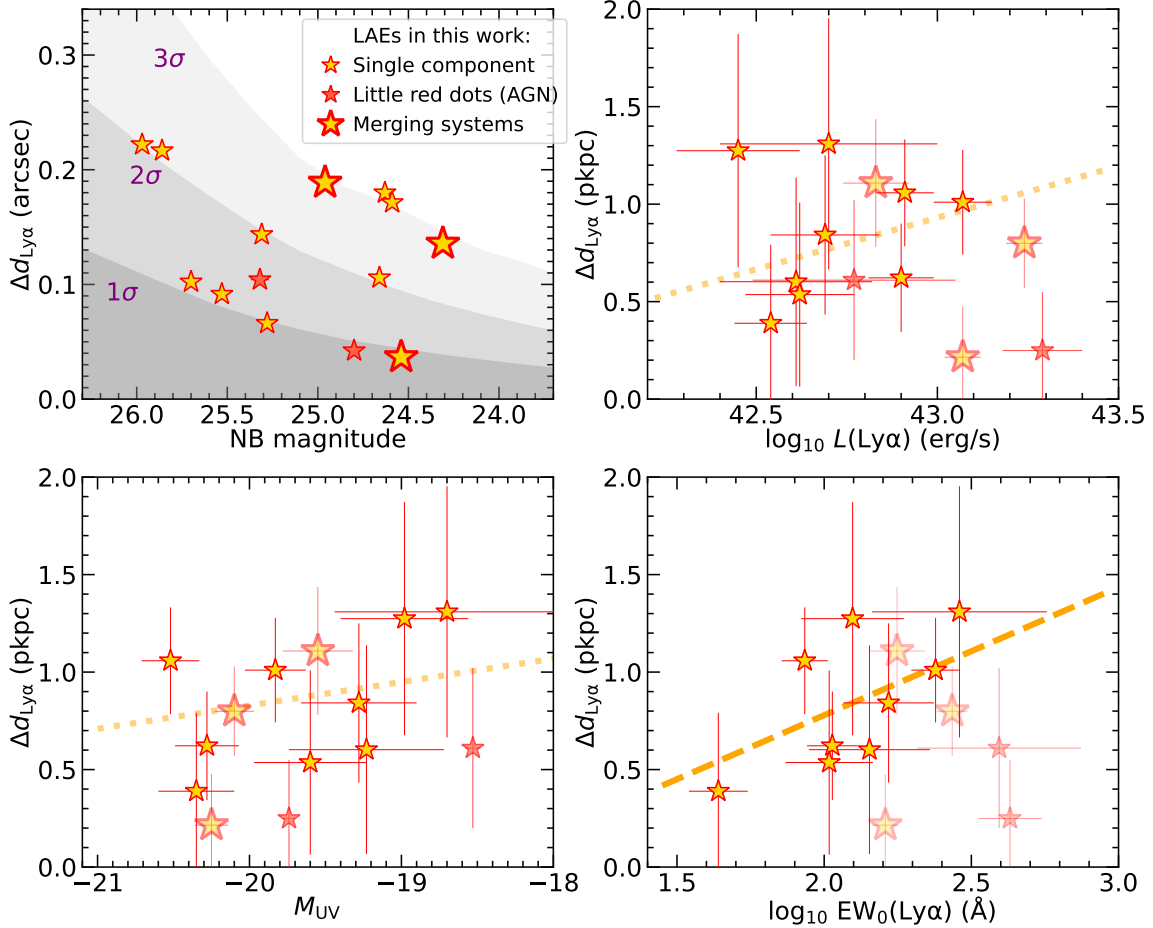 LAEs in this work:
Single component
Little red dots (AGN)
Merging systems
3σ
2σ
1σ
0.3
0.2
0.1
0.0
Δd_Lyα (arcsec)
26.0 25.5 25.0 24.5 24.0
NB magnitude
2.0
1.5
1.0
0.5
0.0
Δd_Lyα (pkpc)
42.5 43.0 43.5
log₁₀ L(Lyα) (erg/s)
2.0
1.5
1.0
0.5
0.0
Δd_Lyα (pkpc)
−21 −20 −19 −18
M_UV
2.0
1.5
1.0
0.5
0.0
Δd_Lyα (pkpc)
1.5 2.0 2.5 3.0
log₁₀ EW₀(Lyα) (Å)